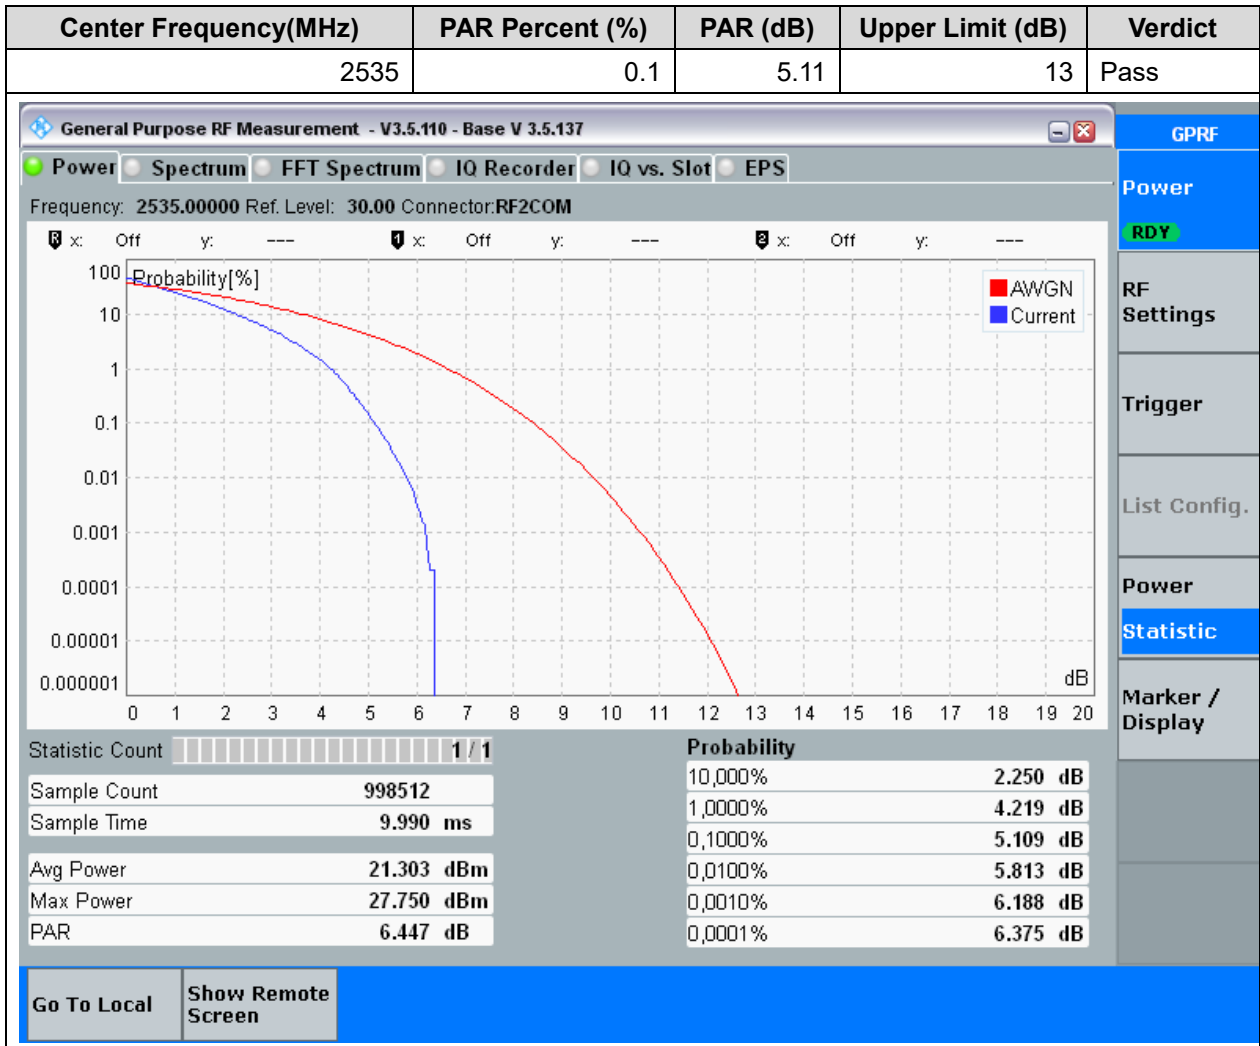 Center Frequency(MHz) PAR Percent (%) PAR (dB) Upper Limit (dB) Verdict
2535 0.1 5.11 13 Pass
General Purpose RF Measurement - V3.5.110 - Base V 3.5.137
GPRF
Power Spectrum FFT Spectrum IQ Recorder IQ vs. Slot EPS
Power
RDY
Frequency: 2535.00000 Ref. Level: 30.00 Connector:RF2COM
R x: Off y: --- 1 x: Off y: --- 2 x: Off y: ---
Probability[%]
AWGN
Current
100
10
1
0.1
0.01
0.001
0.0001
0.00001
0.000001
dB
0 1 2 3 4 5 6 7 8 9 10 11 12 13 14 15 16 17 18 19 20
RF
Settings
Trigger
List Config.
Power
Statistic
Marker /
Display
Statistic Count 1 / 1
Sample Count 998512
Sample Time 9.990 ms
Avg Power 21.303 dBm
Max Power 27.750 dBm
PAR 6.447 dB
Probability
10,000% 2.250 dB
1,0000% 4.219 dB
0,1000% 5.109 dB
0,0100% 5.813 dB
0,0010% 6.188 dB
0,0001% 6.375 dB
Go To Local
Show Remote
Screen